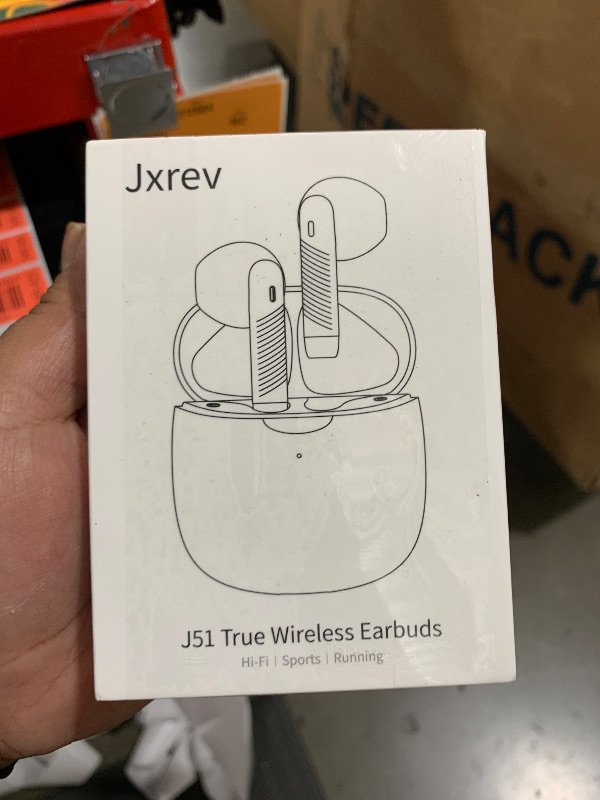 Jxrev
J51 True Wireless Earbuds
Hi-Fi | Sports | Running